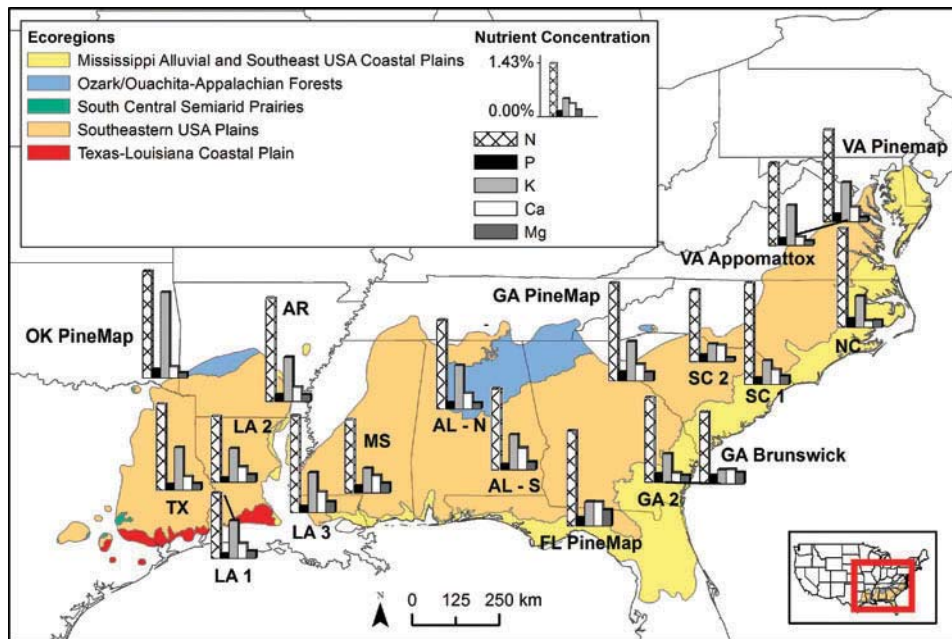 Ecoregions
Mississippi Alluvial and Southeast USA Coastal Plains
Ozark/Ouachita-Appalachian Forests
South Central Semiarid Prairies
Southeastern USA Plains
Texas-Louisiana Coastal Plain
Nutrient Concentration
1.43%
0.00%
N
P
K
Ca
Mg
VA Pinemap
VA Appomattox
GA PineMap
AR
OK PineMap
NC
SC 2
SC 1
LA 2
MS
AL - N
GA Brunswick
TX
AL - S
GA 2
LA 3
FL PineMap
LA 1
N
0 125 250 km